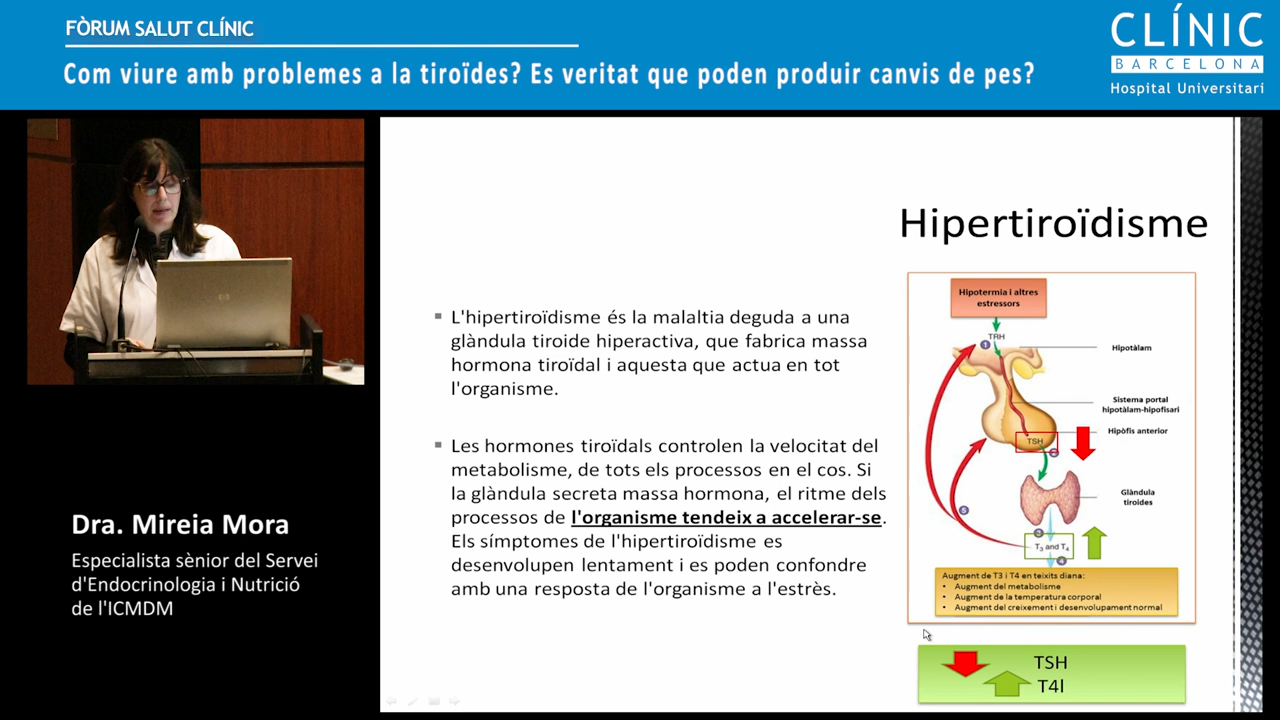 FÒRUM SALUT CLÍNIC
Com viure amb problemes a la tiroïdes? Es veritat que poden produir canvis de pes?
CLÍNIC
BARCELONA
Hospital Universitari
Hipertiroïdisme
L'hipertiroïdisme és la malaltia deguda a una
glàndula tiroide hiperactiva, que fabrica massa
hormona tiroïdal i aquesta que actua en tot
l'organisme.
Les hormones tiroïdals controlen la velocitat del
metabolisme, de tots els processos en el cos. Si
la glàndula secreta massa hormona, el ritme dels
processos de l'organisme tendeix a accelerar-se.
Els símptomes de l'hipertiroïdisme es
desenvolupen lentament i es poden confondre
amb una resposta de l'organisme a l'estrès.
Hipotermia i altres
estressors
TRH
1
Hipotàlam
Sistema portal
hipotàlam-hipofisari
Hipòfis anterior
TSH
2
Glàndula
tiroides
5
3
T3 and T4
4
Augment de T3 i T4 en teixits diana:
• Augment del metabolisme
• Augment de la temperatura corporal
• Augment del creixement i desenvolupament normal
TSH
T4l
Dra. Mireia Mora
Especialista sènior del Servei
d'Endocrinologia i Nutrició
de l'ICMDM
hp